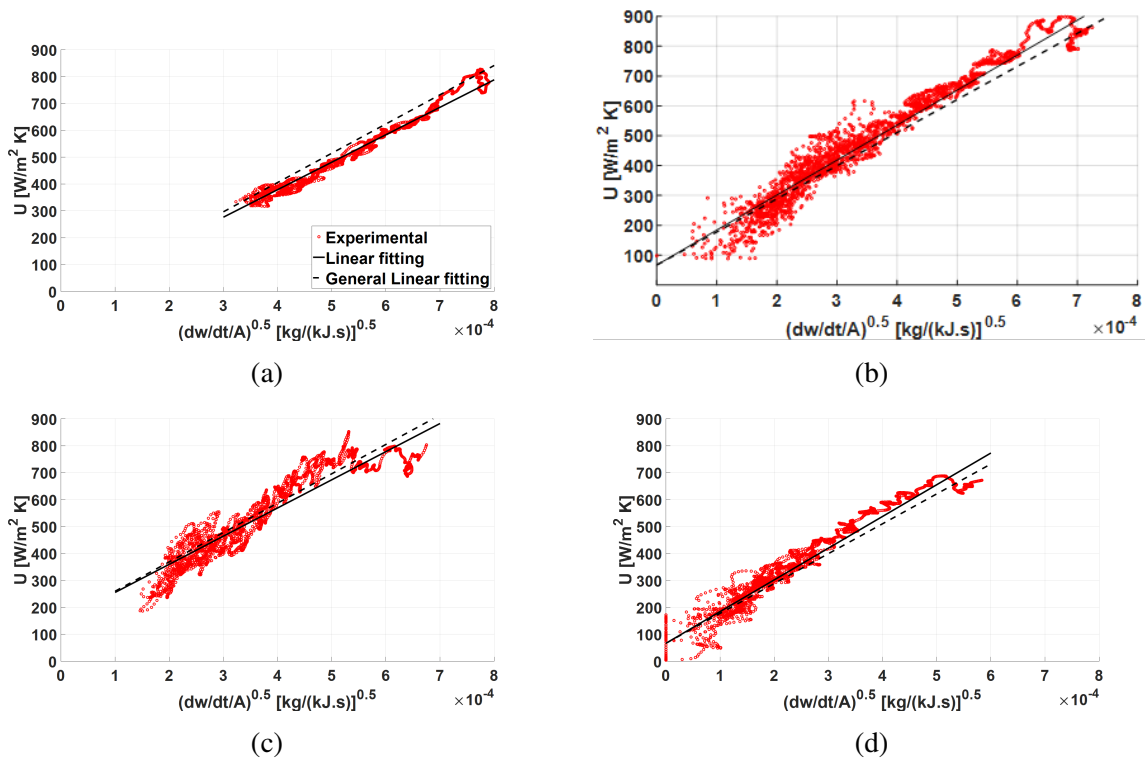 900
800
700
600
500
400
300
200
100
0
U [W/m² K]
0 1 2 3 4 5 6 7 8
(dw/dt/A)^0.5 [kg/(kJ.s)]^0.5 ×10^-4
Experimental
Linear fitting
General Linear fitting
(a)
900
800
700
600
500
400
300
200
100
U [W/m² K]
0 1 2 3 4 5 6 7 8
(dw/dt/A)^0.5 [kg/(kJ.s)]^0.5 ×10^-4
(b)
900
800
700
600
500
400
300
200
100
0
U [W/m² K]
0 1 2 3 4 5 6 7 8
(dw/dt/A)^0.5 [kg/(kJ.s)]^0.5 ×10^-4
(c)
900
800
700
600
500
400
300
200
100
0
U [W/m² K]
0 1 2 3 4 5 6 7 8
(dw/dt/A)^0.5 [kg/(kJ.s)]^0.5 ×10^-4
(d)